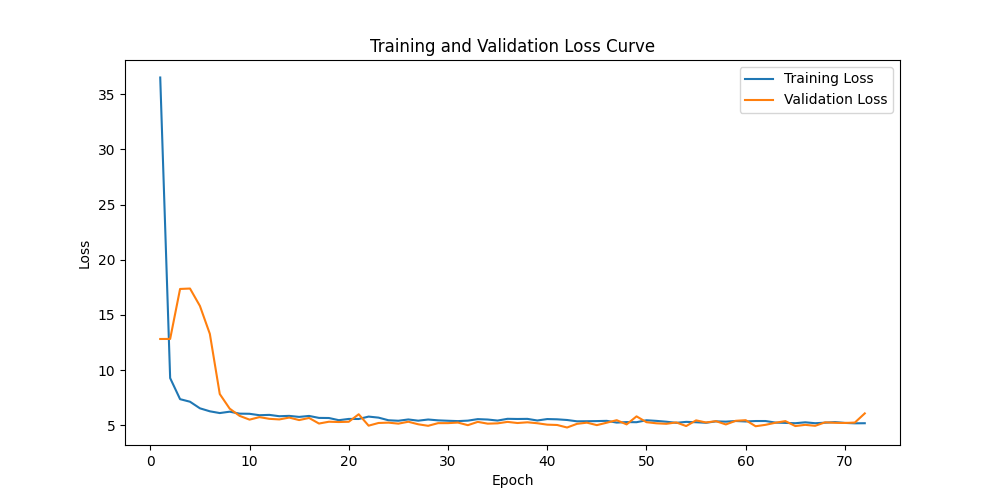 Training and Validation Loss Curve
Training Loss
Validation Loss
Loss
35
30
25
20
15
10
5
0 10 20 30 40 50 60 70
Epoch